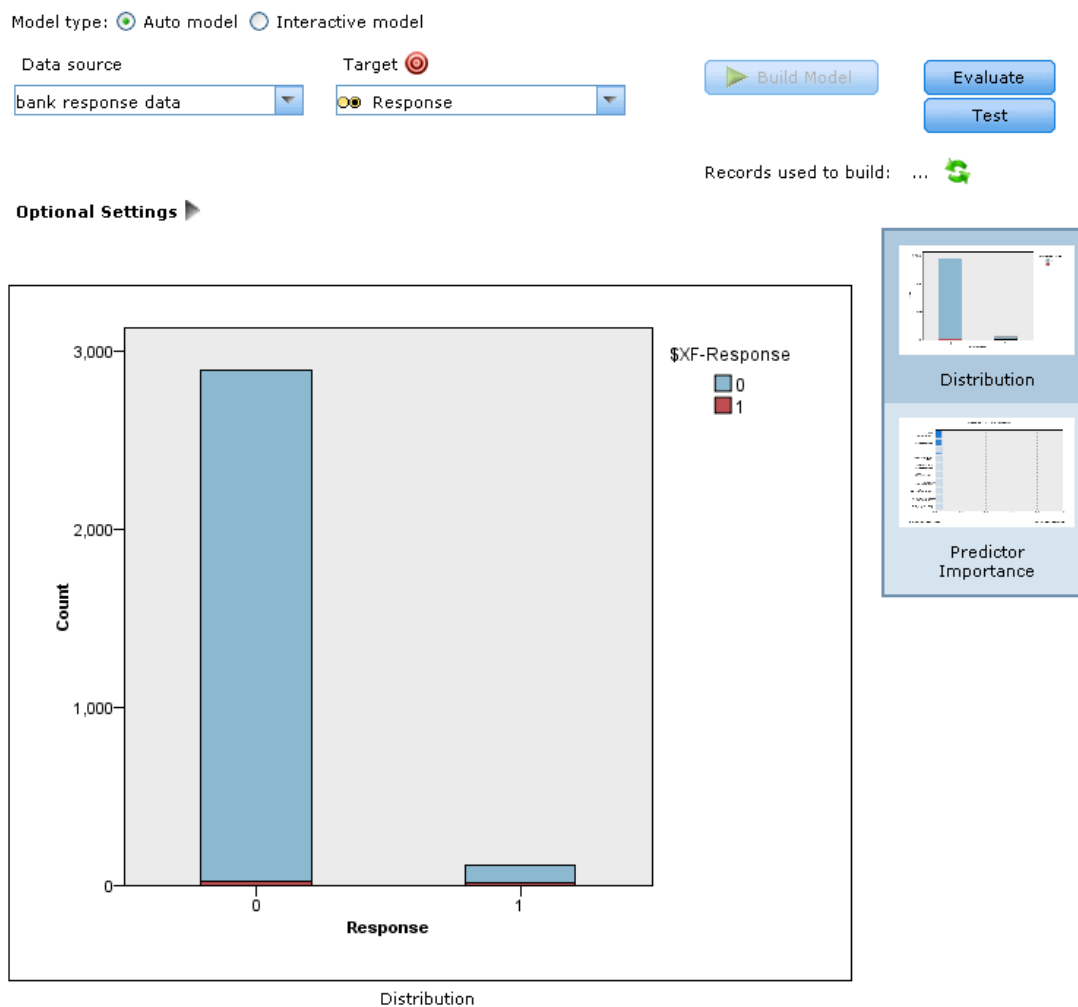 Model type: Auto model Interactive model
Data source Target
bank response data Response
Build Model Evaluate
Test
Records used to build: ...
Optional Settings
3,000
2,000
1,000
0
Count
0 1
Response
$XF-Response
0
1
Distribution
Distribution
Predictor
Importance